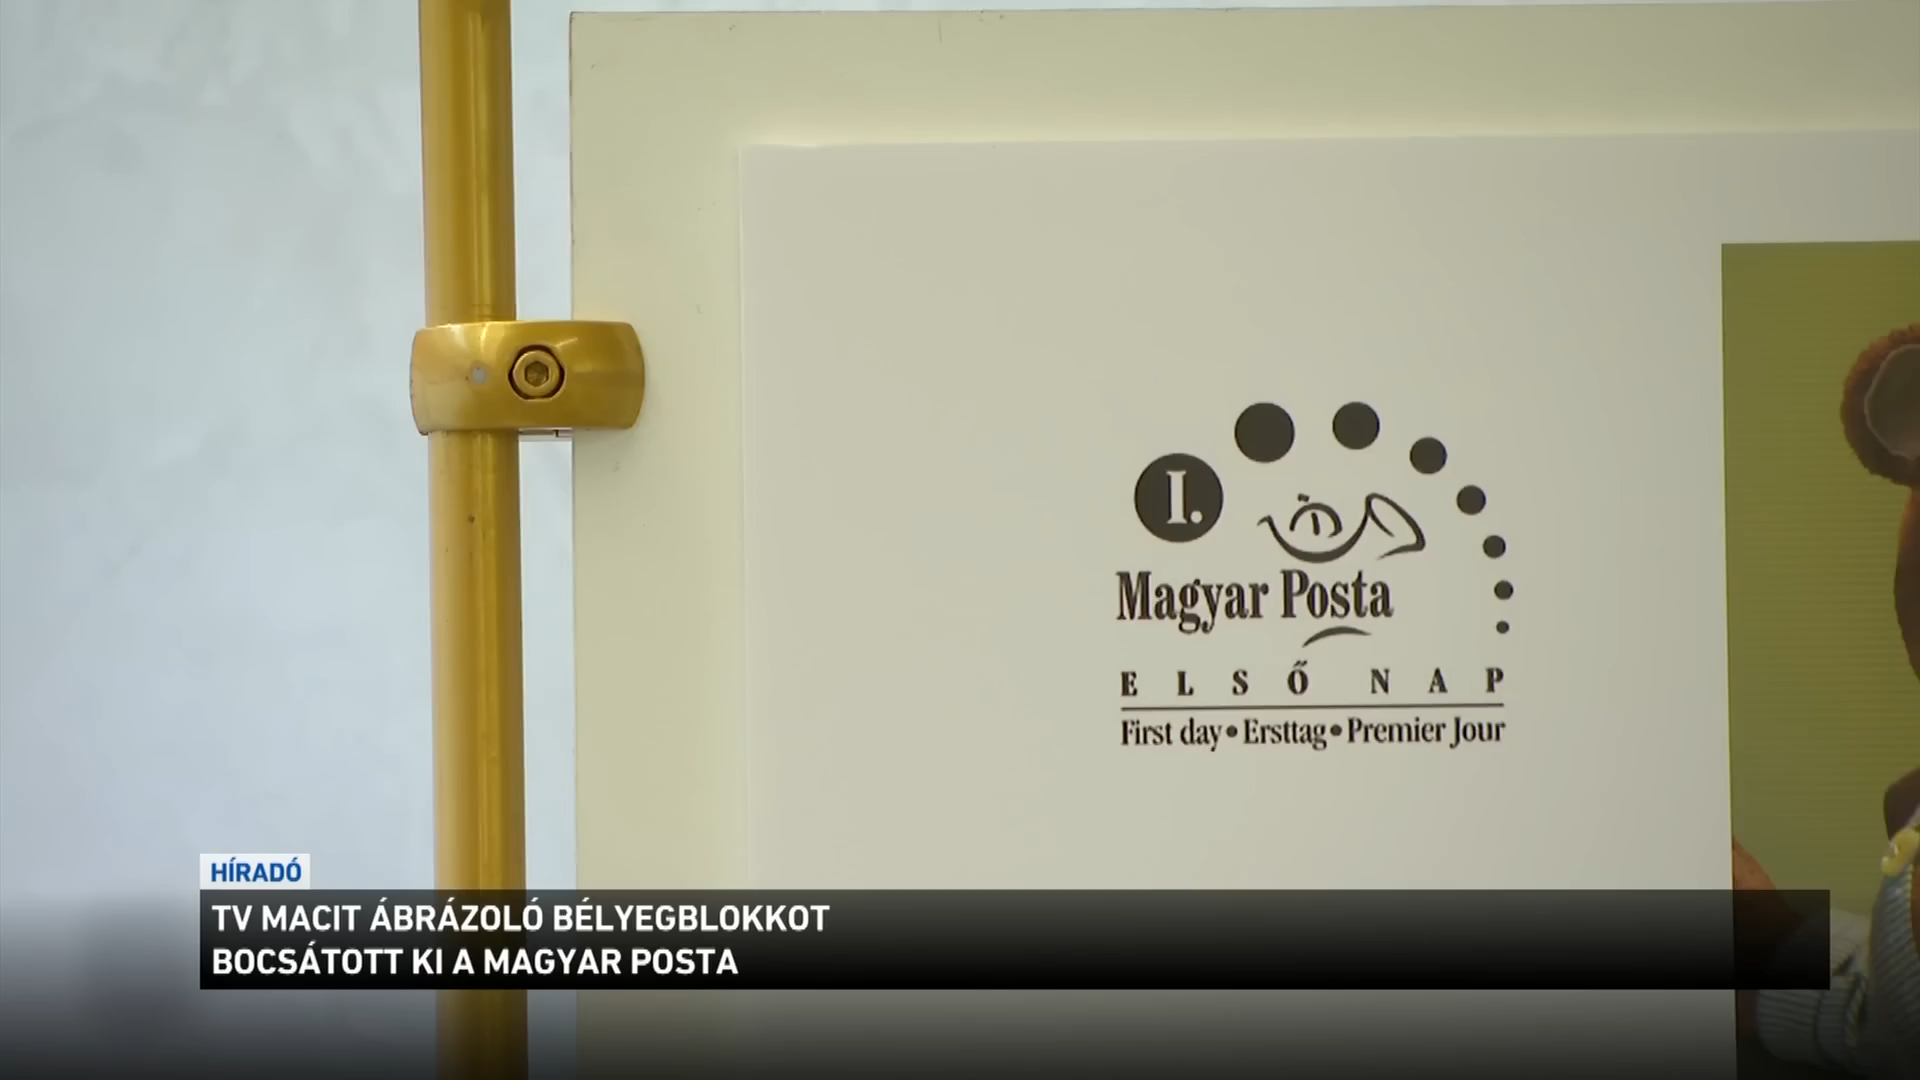 I.
Magyar Posta
ELSŐ NAP
First day • Ersttag • Premier Jour
HÍRADÓ
TV MACIT ÁBRÁZOLÓ BÉLYEGBLOKKOT
BOCSÁTOTT KI A MAGYAR POSTA